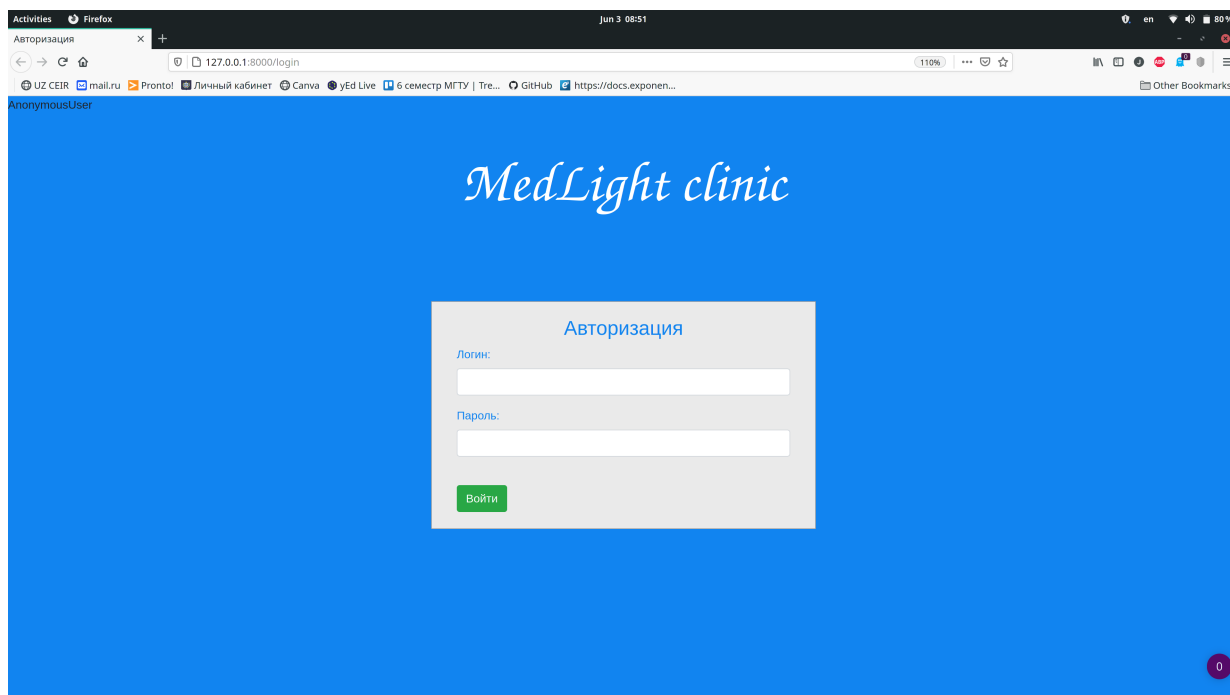 Activities Firefox Jun 3 08:51 en 80%
Авторизация
127.0.0.1:8000/login 110%
UZ CEIR mail.ru Pronto! Личный кабинет Canva yEd Live 6 семестр МГТУ | Tre... GitHub https://docs.exponen... Other Bookmarks
AnonymousUser
MedLight clinic
Авторизация
Логин:
Пароль:
Войти
0